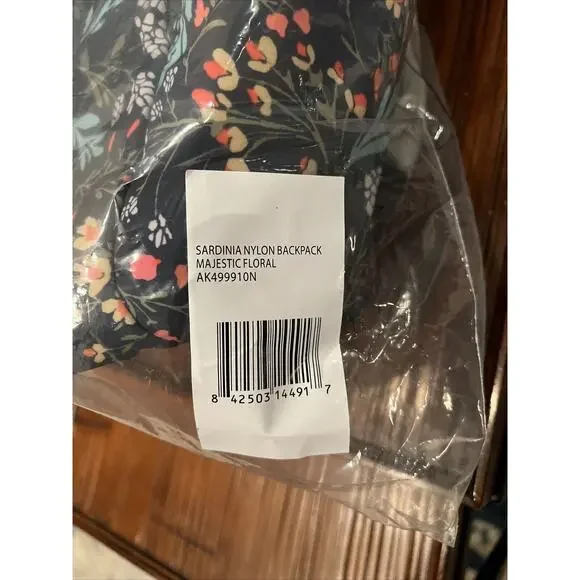 SARDINIA NYLON BACKPACK
MAJESTIC FLORAL
AK499910N
8 42503 14491 7